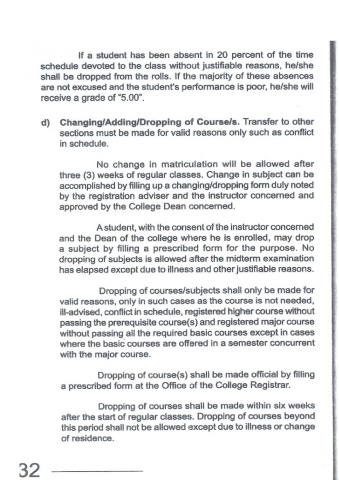 If a student has been absent in 20 percent of the time
schedule devoted to the class without justifiable reasons, he/she
shall be dropped from the rolls. If the majority of these absences
are not excused and the student's performance is poor, he/she will
receive a grade of "5.00".
d) Changing/Adding/Dropping of Course/s. Transfer to other
sections must be made for valid reasons only such as conflict
in schedule.
No change in matriculation will be allowed after
three (3) weeks of regular classes. Change in subject can be
accomplished by filling up a changing/dropping form duly noted
by the registration adviser and the instructor concerned and
approved by the College Dean concerned.
A student, with the consent of the instructor concerned
and the Dean of the college where he is enrolled, may drop
a subject by filling a prescribed form for the purpose. No
dropping of subjects is allowed after the midterm examination
has elapsed except due to illness and other justifiable reasons.
Dropping of courses/subjects shall only be made for
valid reasons, only in such cases as the course is not needed,
ill-advised, conflict in schedule, registered higher course without
passing the prerequisite course(s) and registered major course
without passing all the required basic courses except in cases
where the basic courses are offered in a semester concurrent
with the major course.
Dropping of course(s) shall be made official by filling
a prescribed form at the Office of the College Registrar.
Dropping of courses shall be made within six weeks
after the start of regular classes. Dropping of courses beyond
this period shall not be allowed except due to illness or change
of residence.
32